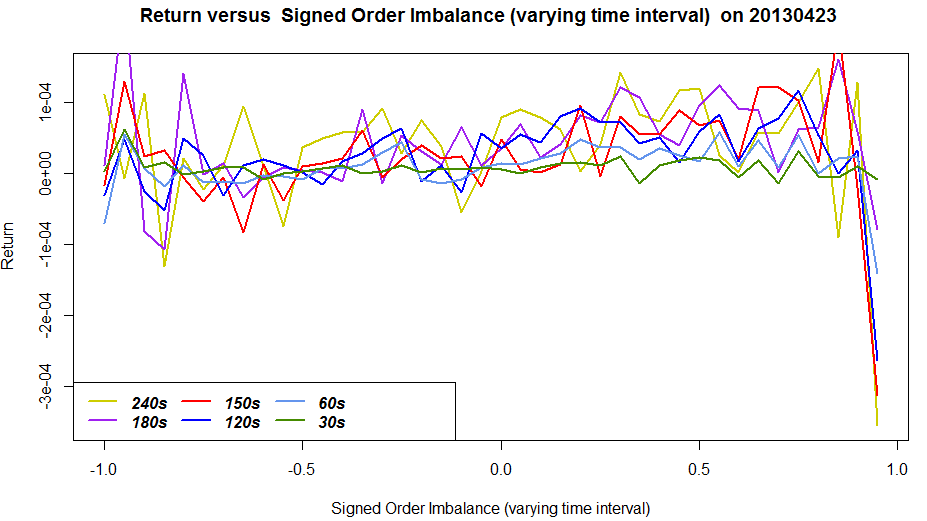 Return versus  Signed Order Imbalance (varying time interval)  on 20130423
Return
1e-04
0e+00
-1e-04
-2e-04
-3e-04
240s 150s 60s
180s 120s 30s
-1.0 -0.5 0.0 0.5 1.0
Signed Order Imbalance (varying time interval)